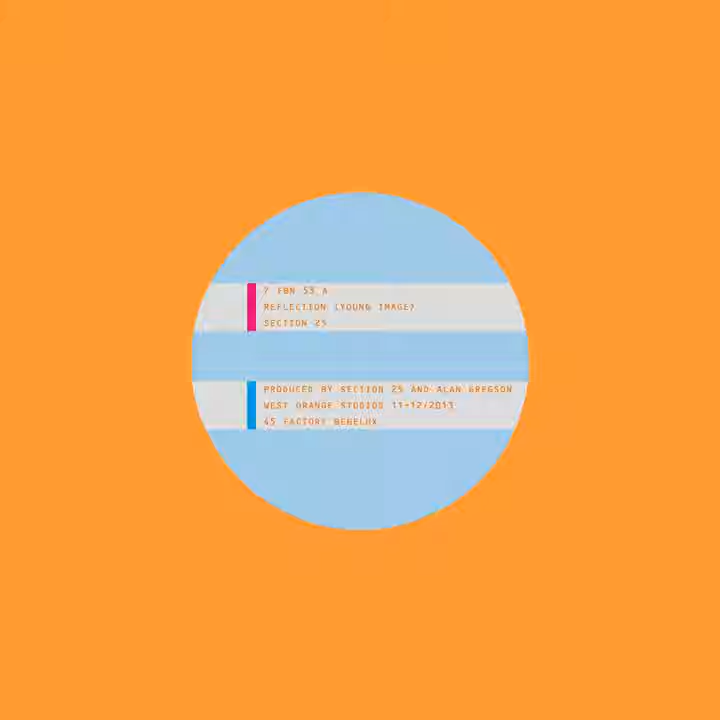 7 FBN 53 A
REFLECTION (YOUNG IMAGE)
SECTION 25
PRODUCED BY SECTION 25 AND ALAN GREGSON
WEST ORANGE STUDIOS 11-12/2013
45 FACTORY BENELUX